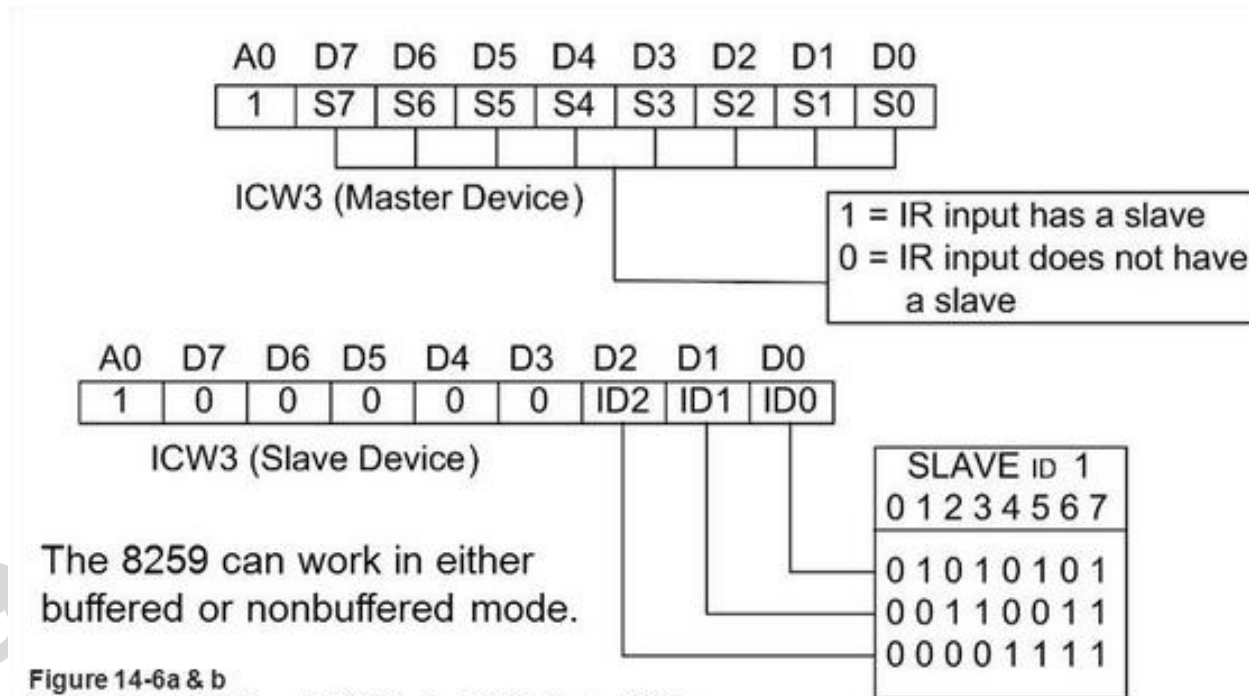 A0 D7 D6 D5 D4 D3 D2 D1 D0
1 S7 S6 S5 S4 S3 S2 S1 S0
ICW3 (Master Device)
1 = IR input has a slave
0 = IR input does not have
a slave
A0 D7 D6 D5 D4 D3 D2 D1 D0
1 0 0 0 0 0 ID2 ID1 ID0
ICW3 (Slave Device)
SLAVE ID 1
0 1 2 3 4 5 6 7
0 1 0 1 0 1 0 1
0 0 1 1 0 0 1 1
0 0 0 0 1 1 1 1
The 8259 can work in either
buffered or nonbuffered mode.
Figure 14-6a & b